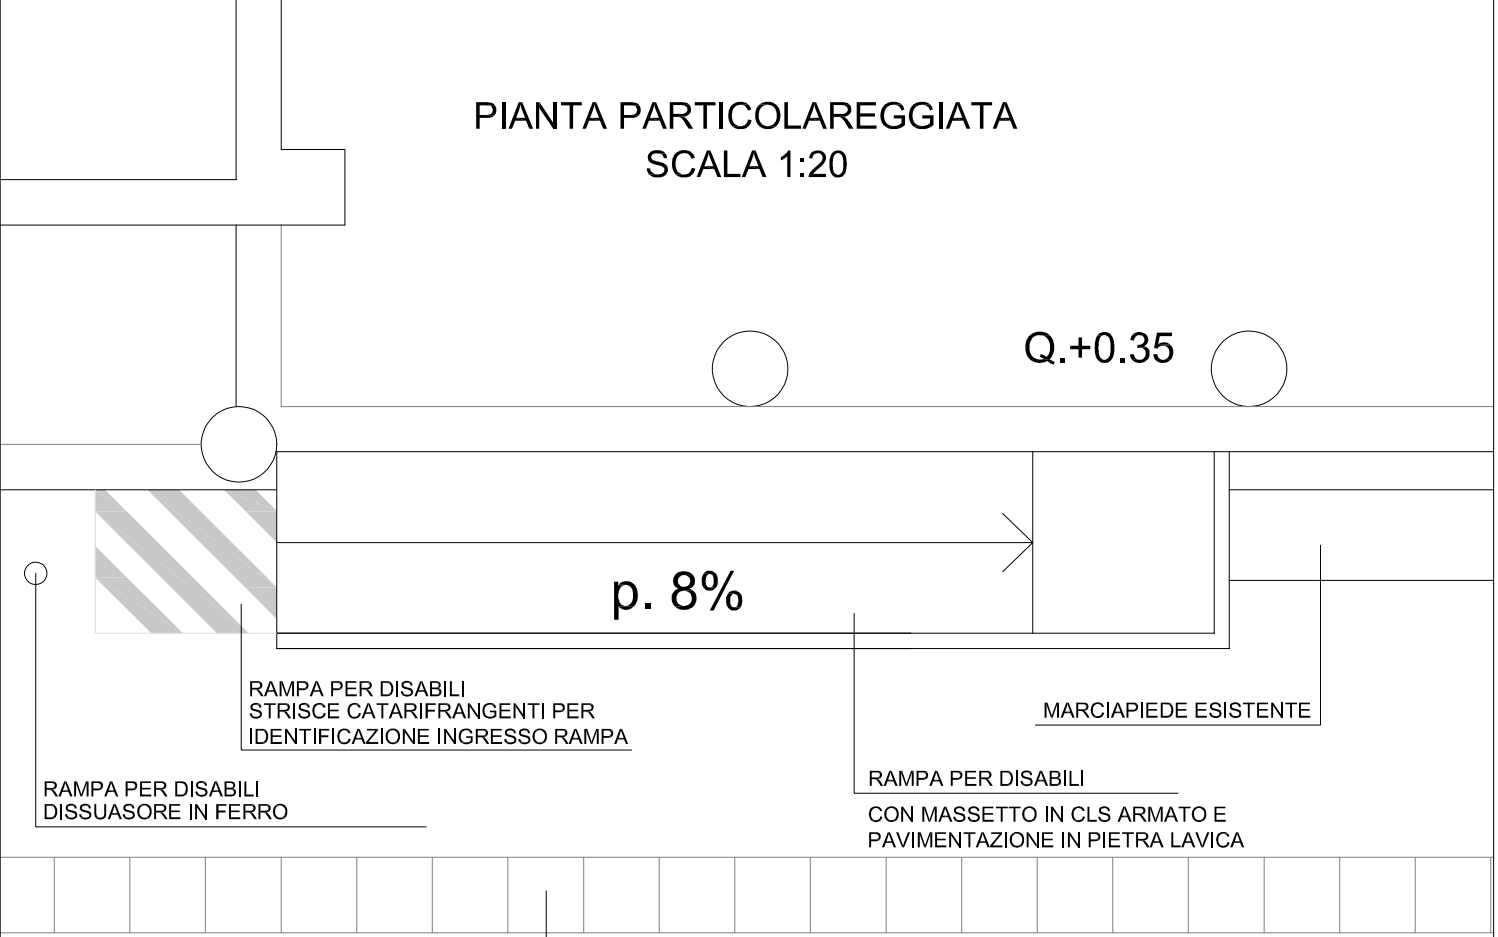 PIANTA PARTICOLAREGGIATA
SCALA 1:20
Q.+0.35
p. 8%
RAMPA PER DISABILI
STRISCE CATARIFRANGENTI PER
IDENTIFICAZIONE INGRESSO RAMPA
MARCIAPIEDE ESISTENTE
RAMPA PER DISABILI
DISSUASORE IN FERRO
RAMPA PER DISABILI
CON MASSETTO IN CLS ARMATO E
PAVIMENTAZIONE IN PIETRA LAVICA